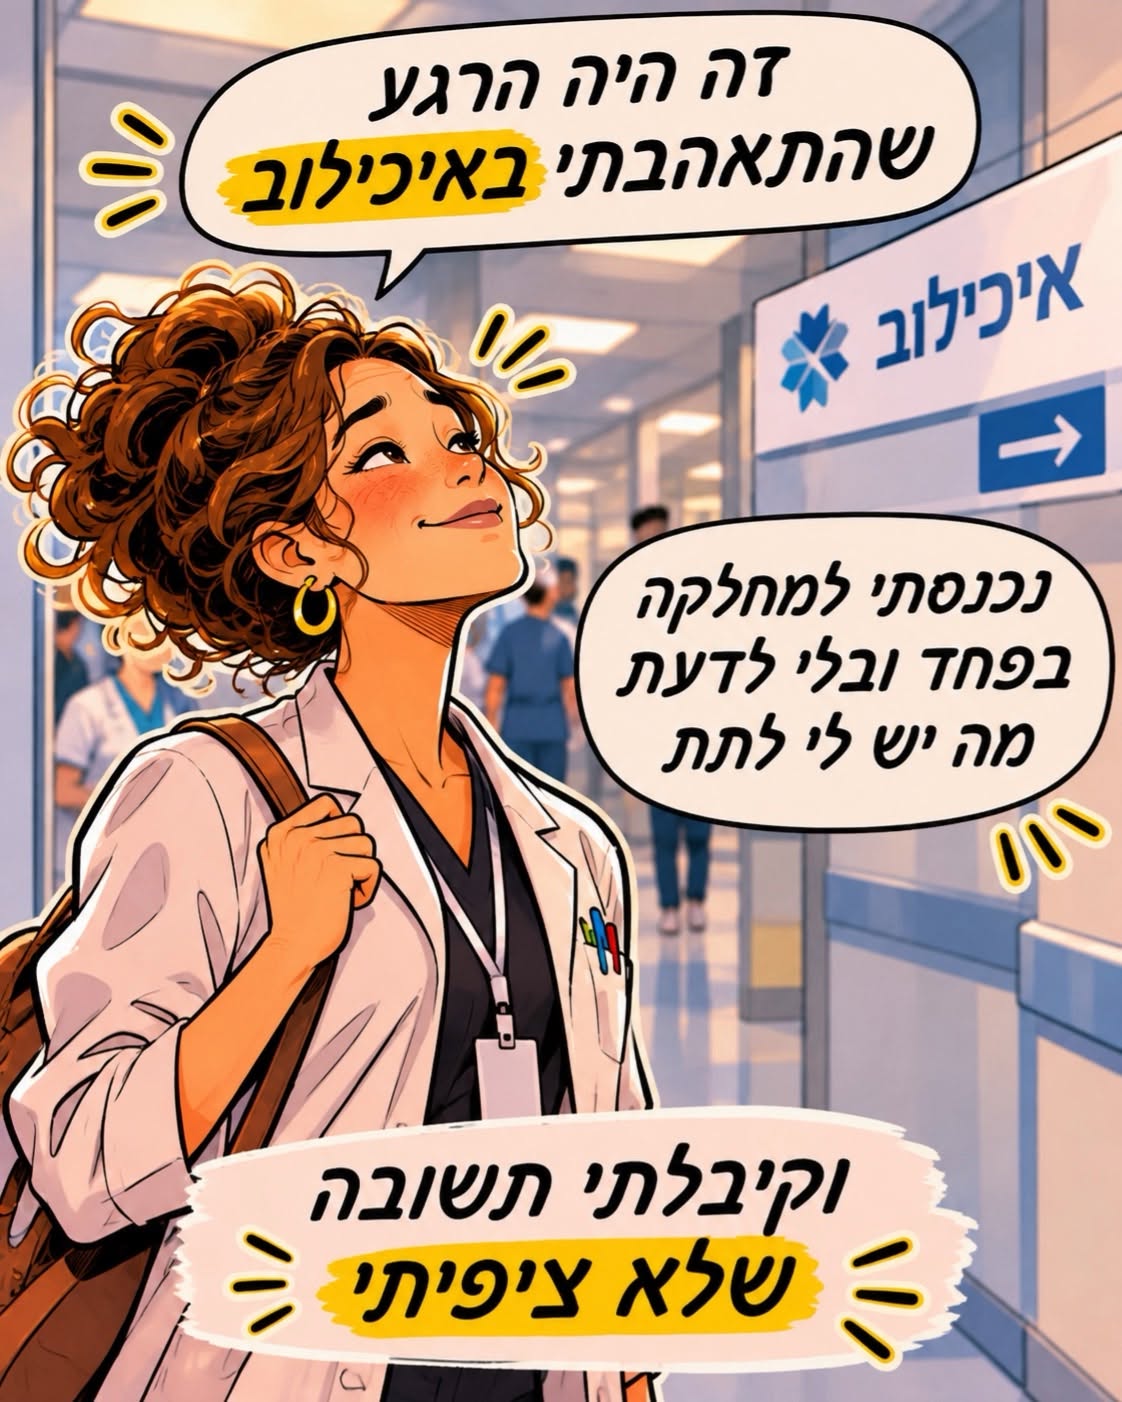 זה היה הרגע
שהתאהבתי באיכילוב
איכילוב
נכנסתי למחלקה
בפחד ובלי לדעת
מה יש לי לתת
וקיבלתי תשובה
שלא ציפיתי